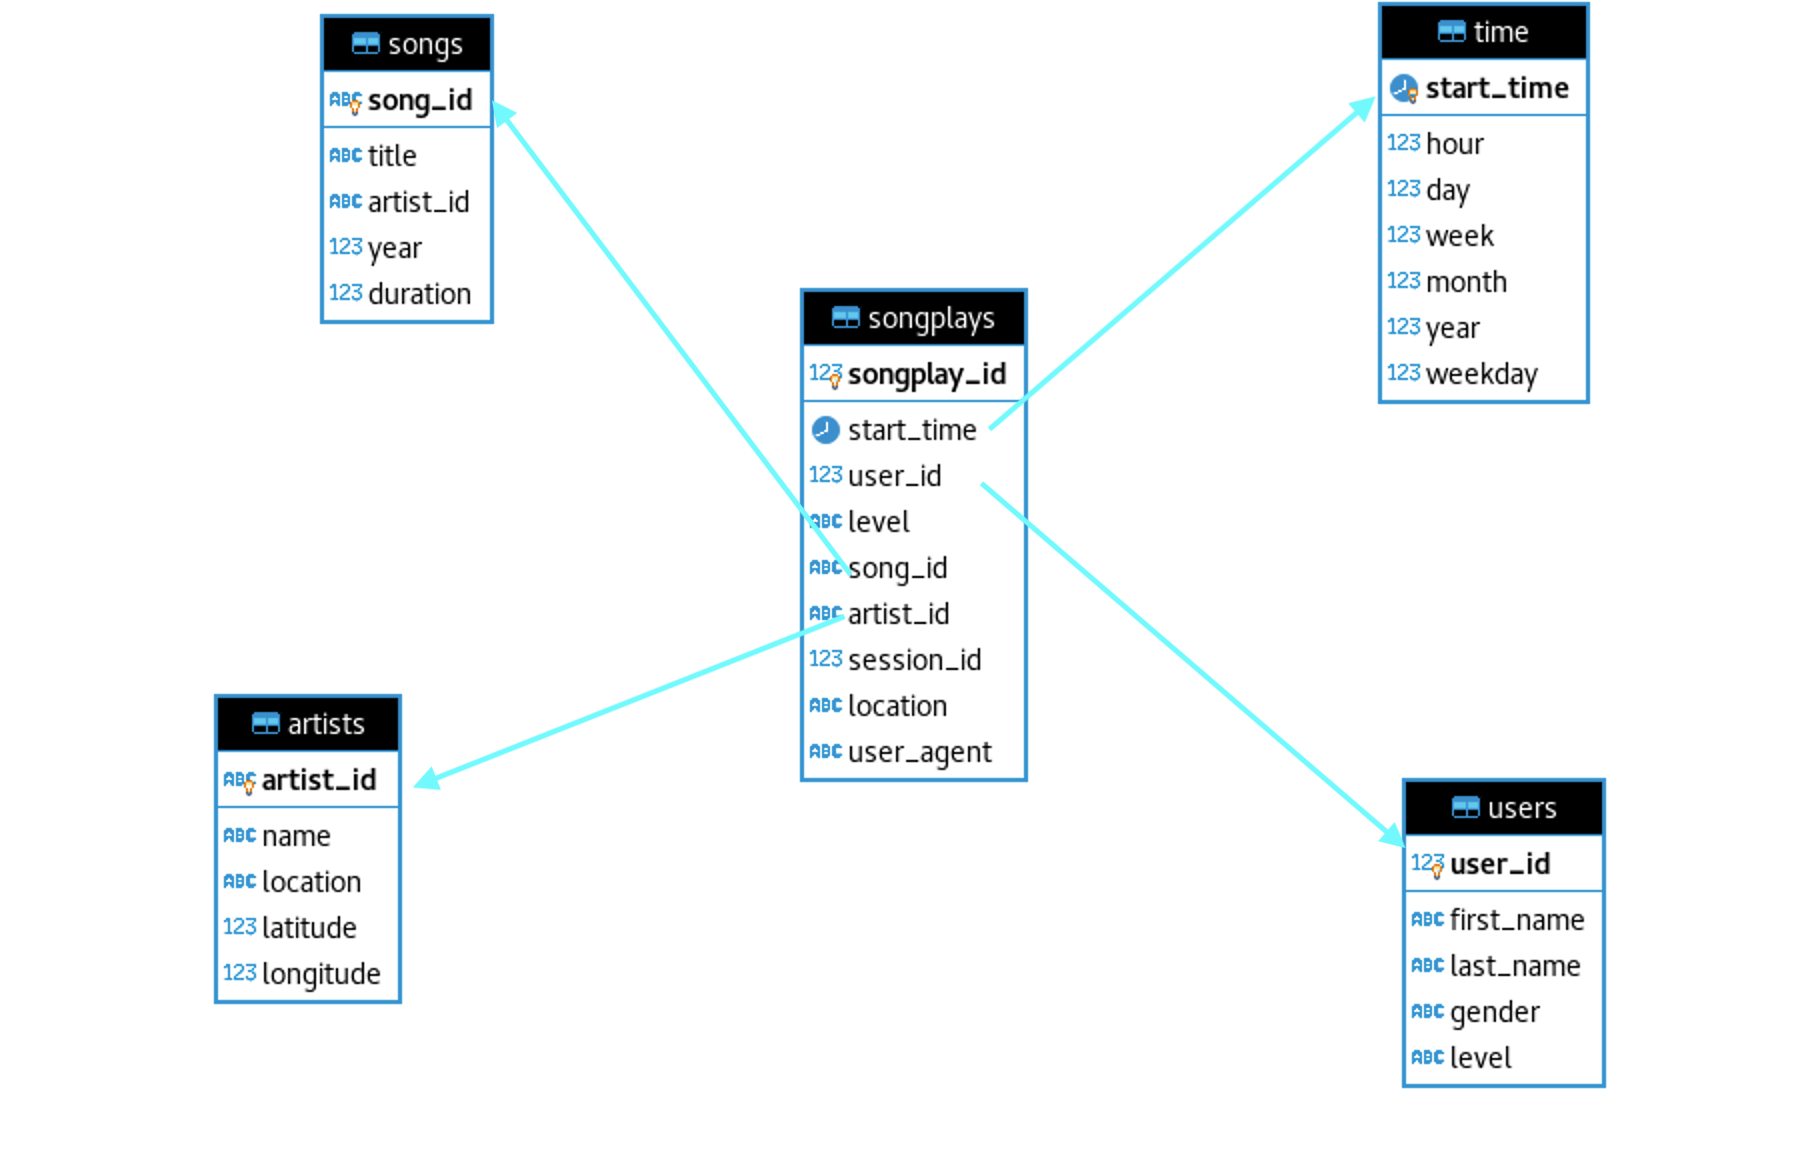 songs
ABC song_id
ABC title
ABC artist_id
123 year
123 duration
time
start_time
123 hour
123 day
123 week
123 month
123 year
123 weekday
songplays
123 songplay_id
start_time
123 user_id
ABC level
ABC song_id
ABC artist_id
123 session_id
ABC location
ABC user_agent
artists
ABC artist_id
ABC name
ABC location
123 latitude
123 longitude
users
123 user_id
ABC first_name
ABC last_name
ABC gender
ABC level